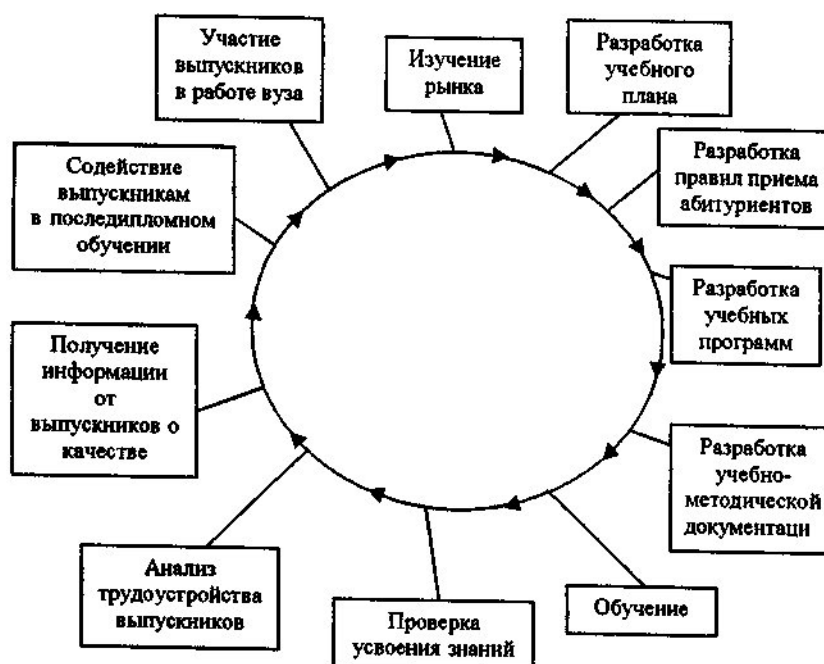 Изучение
рынка
Разработка
учебного
плана
Разработка
правил приема
абитуриентов
Разработка
учебных
программ
Разработка
учебно-
методической
документаци
Обучение
Проверка
усвоения знаний
Анализ
трудоустройства
выпускников
Получение
информации
от
выпускников о
качестве
Содействие
выпускникам
в последипломном
обучении
Участие
выпускников
в работе вуза